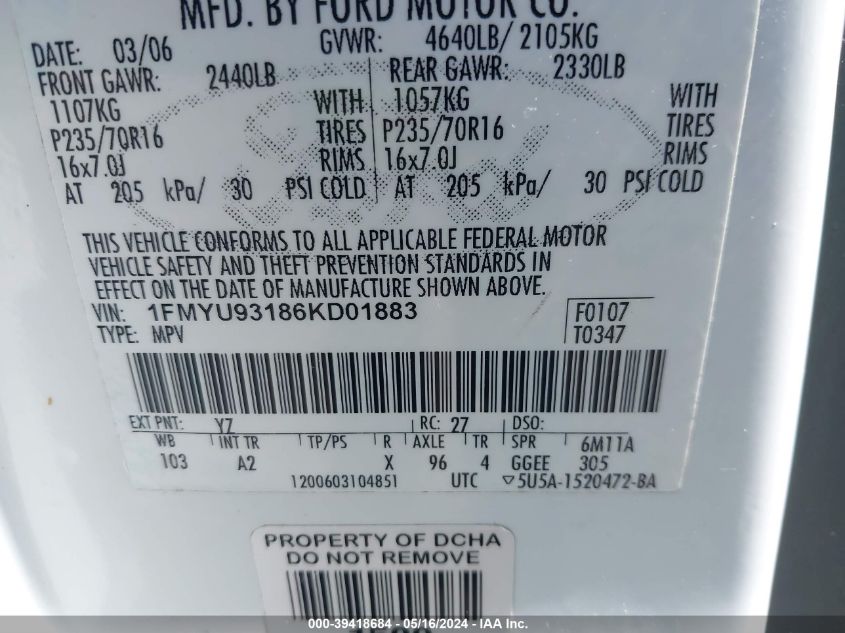 MFD. BY FORD MOTOR CO.
DATE: 03/06 GVWR: 4640LB/ 2105KG
FRONT GAWR: 2440LB REAR GAWR: 2330LB
1107KG WITH 1057KG WITH
P235/70R16 TIRES P235/70R16 TIRES
16x7.0J RIMS 16x7.0J RIMS
AT 205 kPa/ 30 PSI COLD AT 205 kPa/ 30 PSI COLD
THIS VEHICLE CONFORMS TO ALL APPLICABLE FEDERAL MOTOR
VEHICLE SAFETY AND THEFT PREVENTION STANDARDS IN
EFFECT ON THE DATE OF MANUFACTURE SHOWN ABOVE.
VIN: 1FMYU93186KD01883 F0107
TYPE: MPV T0347
EXT PNT: YZ RC: 27 DSO:
WB INT TR TP/PS R AXLE TR SPR 6M11A
103 A2 X 96 4 GGEE 305
1200603104851 UTC ▽5U5A-1520472-BA
PROPERTY OF DCHA
DO NOT REMOVE
000-39418684 - 05/16/2024 - IAA Inc.